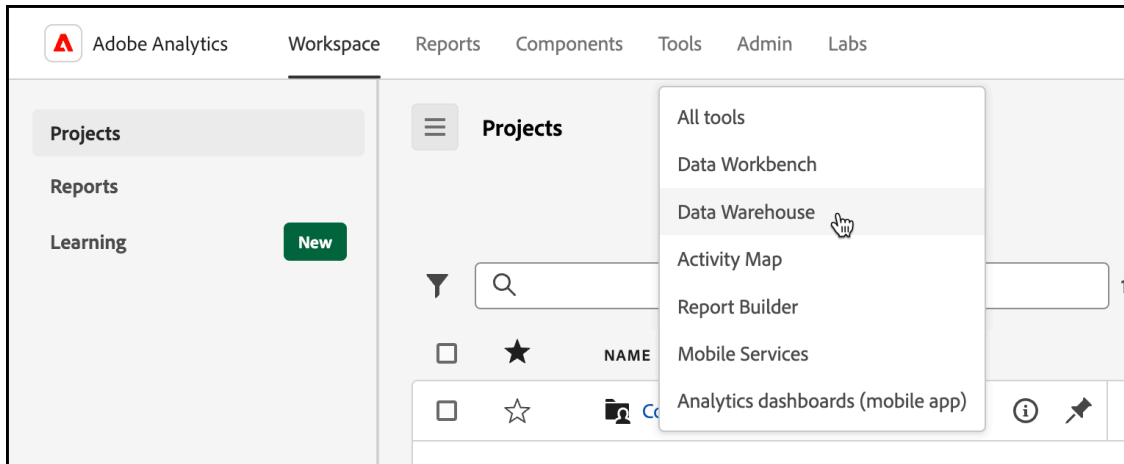 Adobe Analytics Workspace Reports Components Tools Admin Labs
Projects
Reports
Learning New
Projects
All tools
Data Workbench
Data Warehouse
Activity Map
Report Builder
Mobile Services
Analytics dashboards (mobile app)
NAME